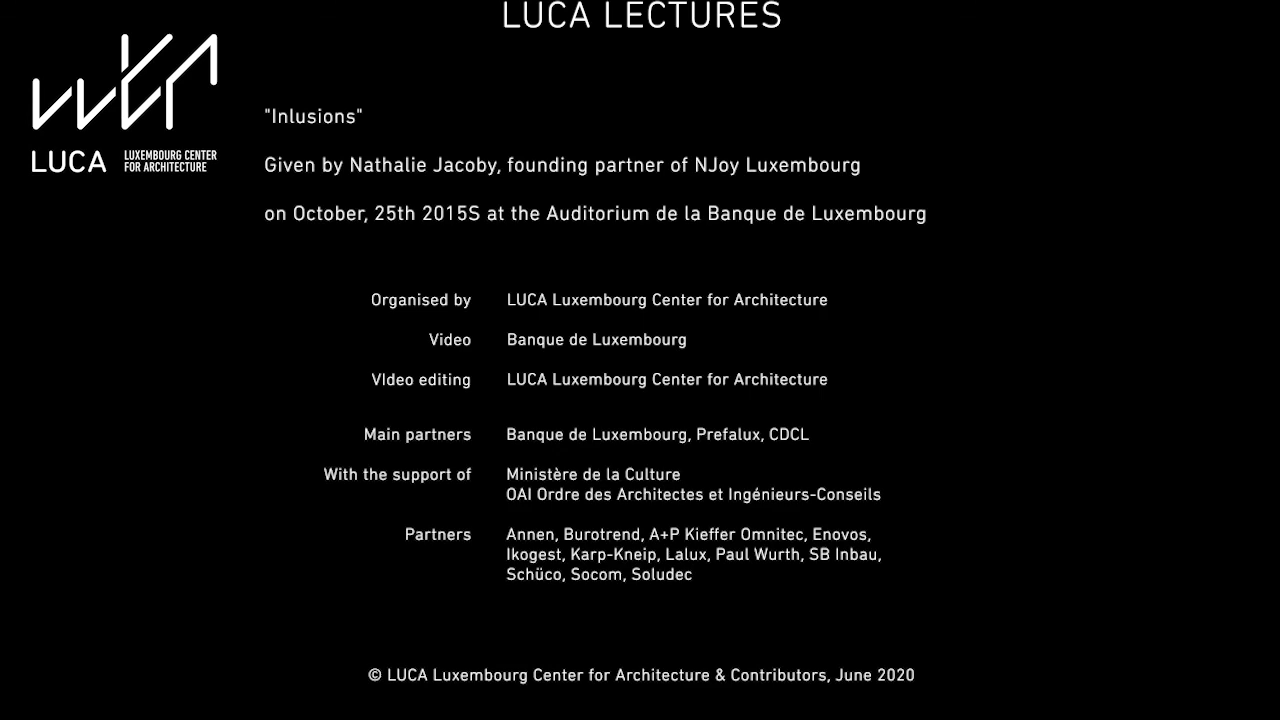 LUCA LECTURES
LUCA
LUXEMBOURG CENTER
FOR ARCHITECTURE
"Inlusions"
Given by Nathalie Jacoby, founding partner of NJoy Luxembourg
on October, 25th 2015S at the Auditorium de la Banque de Luxembourg
Organised by LUCA Luxembourg Center for Architecture
Video Banque de Luxembourg
VIdeo editing LUCA Luxembourg Center for Architecture
Main partners Banque de Luxembourg, Prefalux, CDCL
With the support of Ministère de la Culture
OAI Ordre des Architectes et Ingénieurs-Conseils
Partners Annen, Burotrend, A+P Kieffer Omnitec, Enovos,
Ikogest, Karp-Kneip, Lalux, Paul Wurth, SB Inbau,
Schüco, Socom, Soludec
© LUCA Luxembourg Center for Architecture & Contributors, June 2020